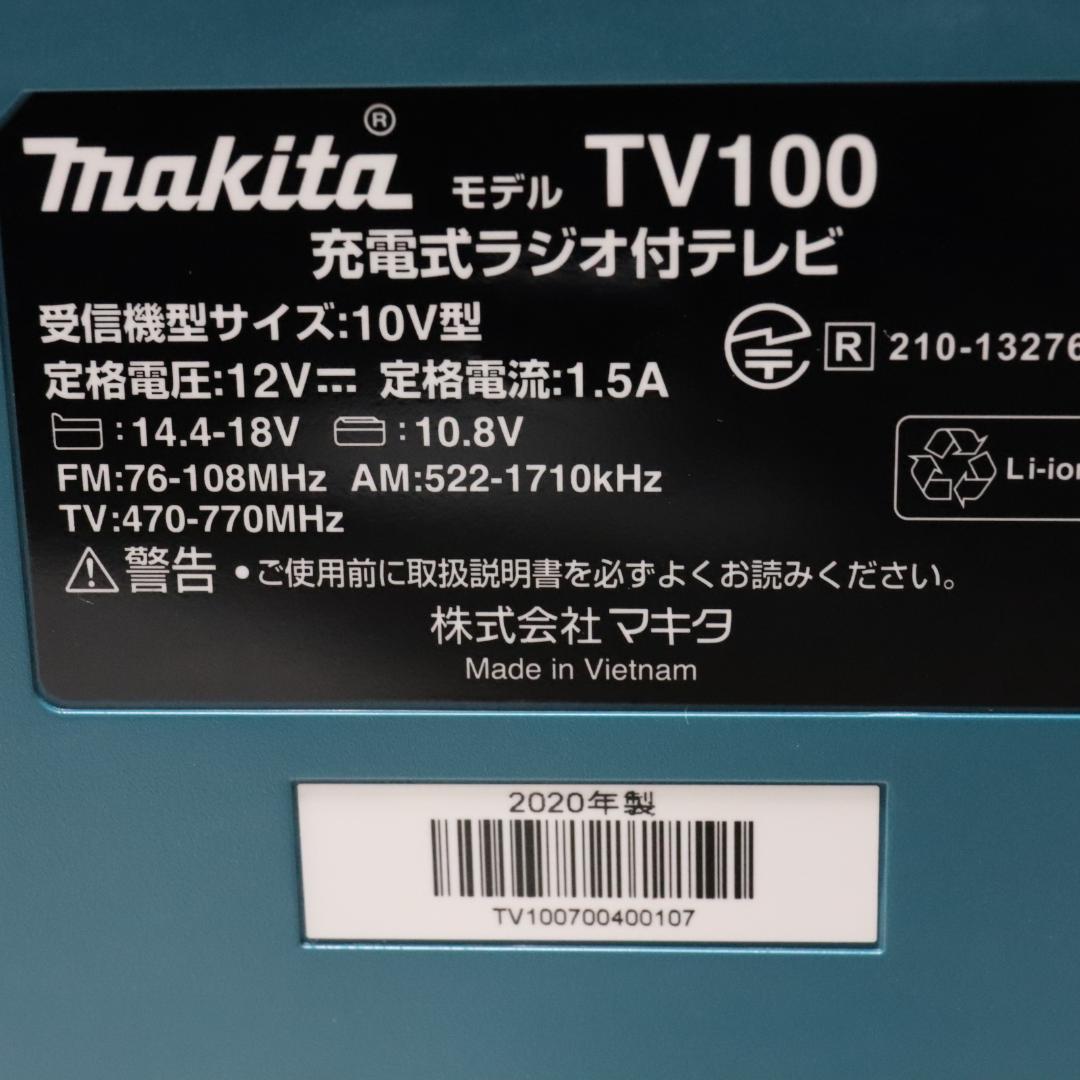 makita® モデル TV100
充電式ラジオ付テレビ
受信機型サイズ:10V型
定格電圧:12V 定格電流:1.5A
R 210-13276
:14.4-18V :10.8V
FM:76-108MHz AM:522-1710kHz
Li-ion
TV:470-770MHz
警告 •ご使用前に取扱説明書を必ずよくお読みください。
株式会社マキタ
Made in Vietnam
2020年製
TV100700400107